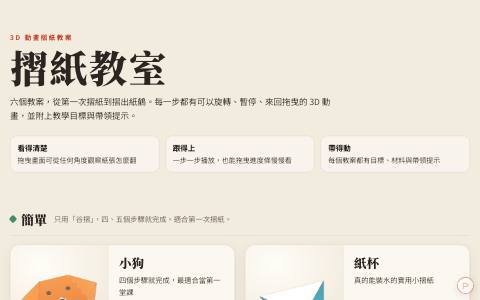 3D 動畫摺紙教案
摺紙教室
六個教案，從第一次摺紙到摺出紙鶴。每一步都有可以旋轉、暫停、來回拖曳的 3D 動
畫，並附上教學目標與帶領提示。
看得清楚
拖曳畫面可從任何角度觀察紙張怎麼翻
跟得上
一步一步播放，也能拖曳進度條慢慢看
帶得動
每個教案都有目標、材料與帶領提示
簡單
只用「谷摺」，四、五個步驟就完成。適合第一次摺紙。
小狗
四個步驟就完成，最適合當第一
堂課
紙杯
真的能裝水的實用小摺紙
P